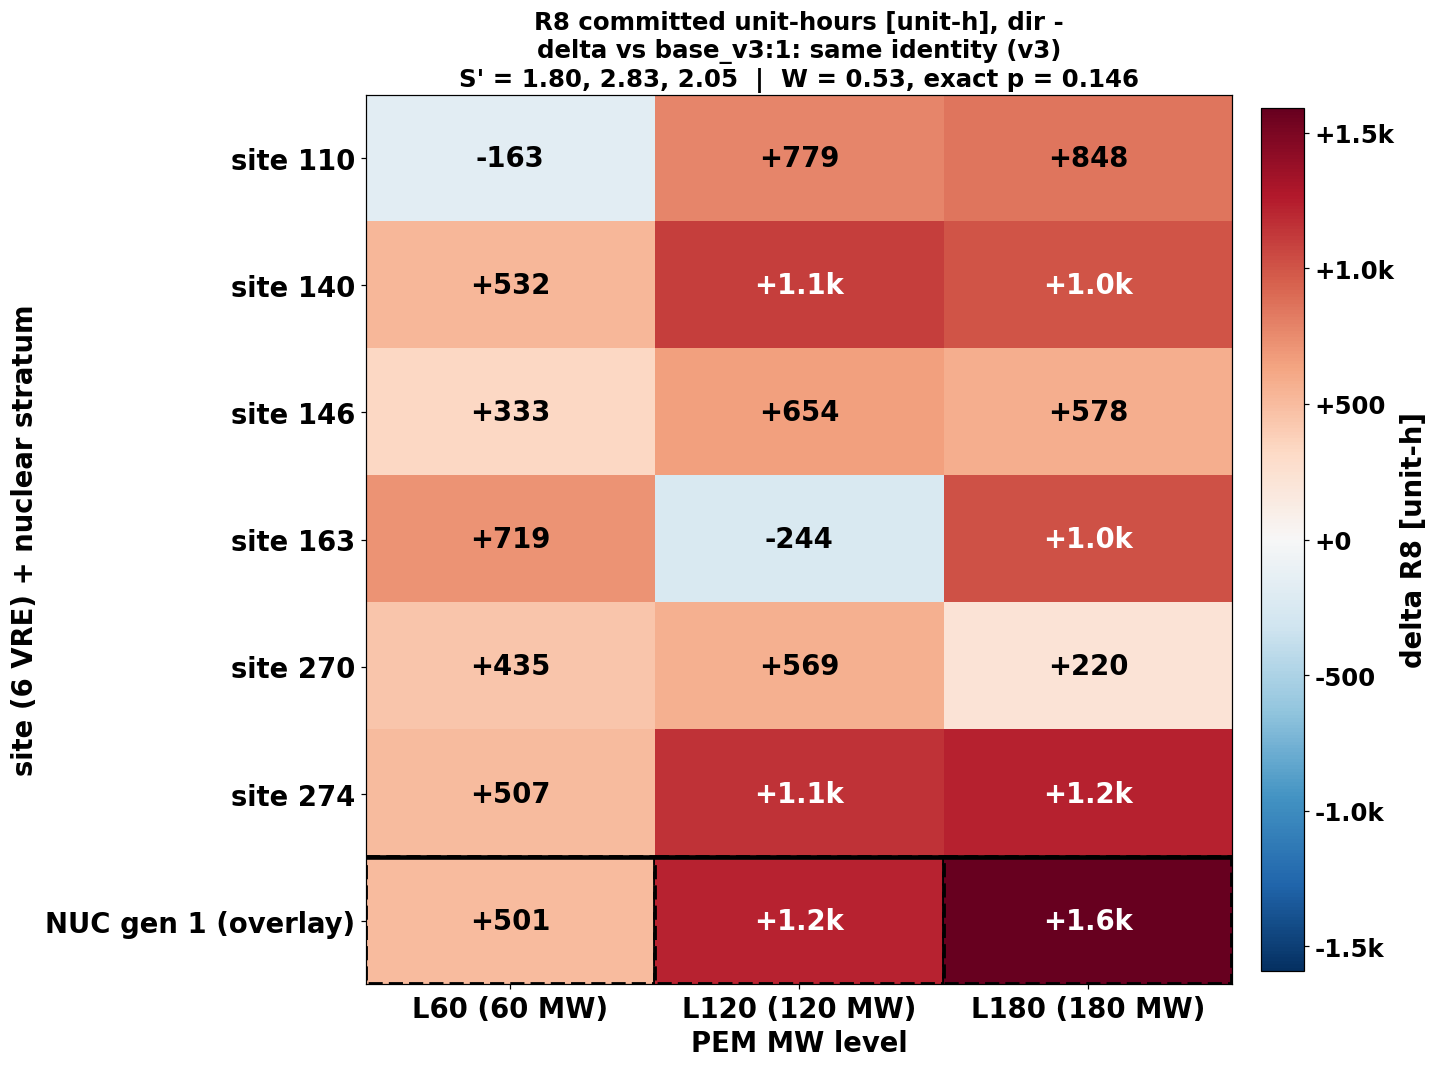 R8 committed unit-hours [unit-h], dir -
delta vs base_v3:1: same identity (v3)
S' = 1.80, 2.83, 2.05 | W = 0.53, exact p = 0.146
site (6 VRE) + nuclear stratum
site 110 -163 +779 +848
site 140 +532 +1.1k +1.0k
site 146 +333 +654 +578
site 163 +719 -244 +1.0k
site 270 +435 +569 +220
site 274 +507 +1.1k +1.2k
NUC gen 1 (overlay) +501 +1.2k +1.6k
L60 (60 MW) L120 (120 MW) L180 (180 MW)
PEM MW level
+1.5k
+1.0k
+500
+0
-500
-1.0k
-1.5k
delta R8 [unit-h]